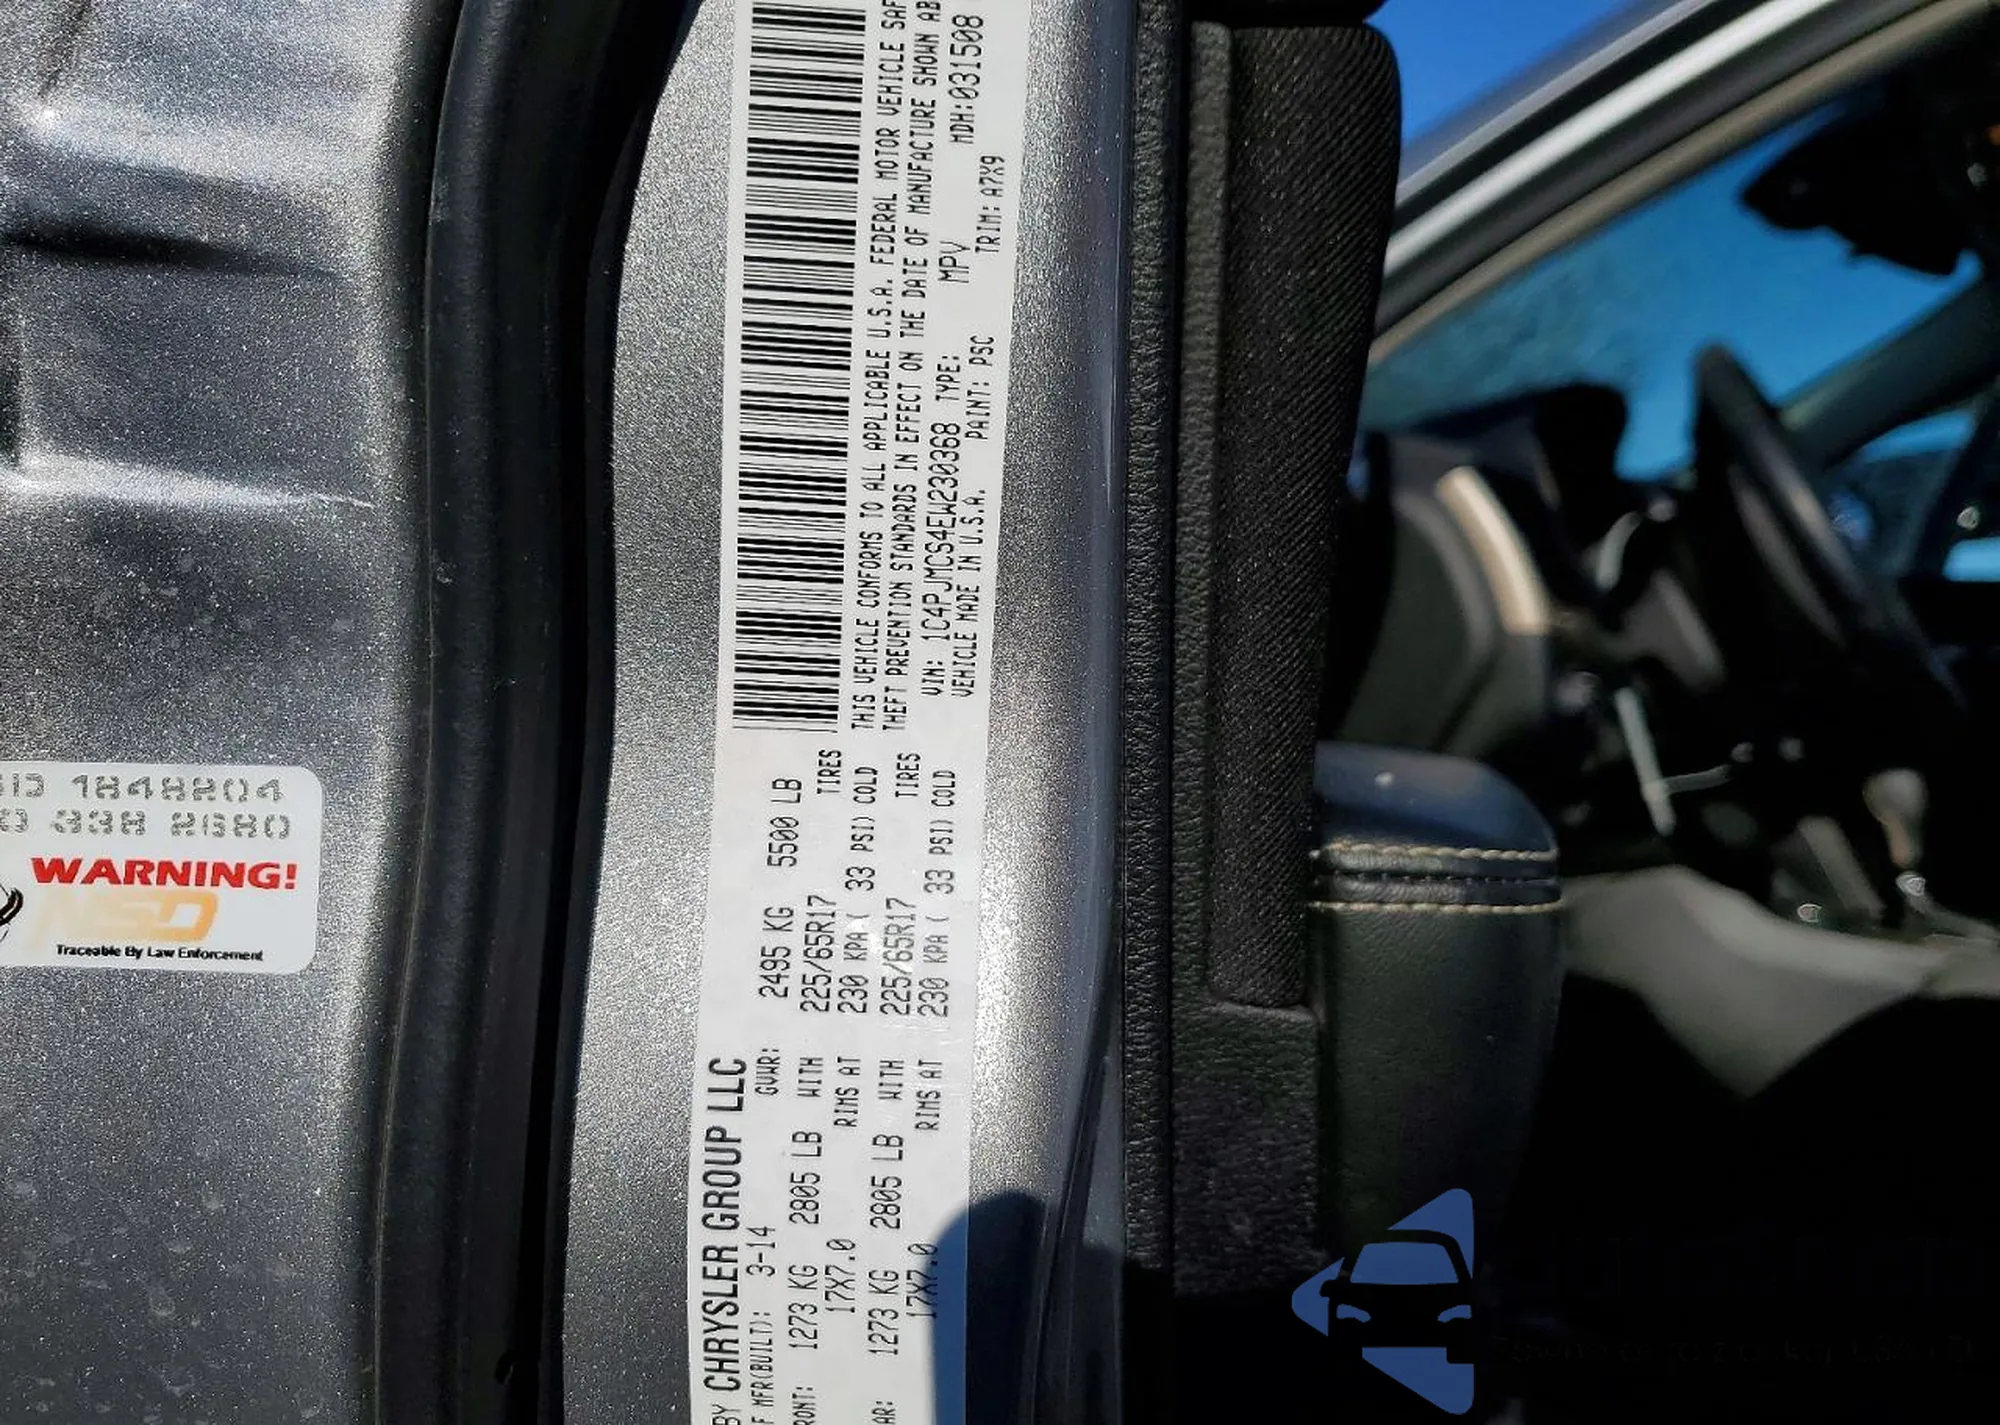 BY CHRYSLER GROUP LLC
F MFR(BUILT): 3-14 GVWR: 2495 KG 5500 LB
RONT: 1273 KG 2805 LB WITH 225/65R17 TIRES
17X7.0 RIMS AT 230 KPA( 33 PSI) COLD
AR: 1273 KG 2805 LB WITH 225/65R17 TIRES
17X7.0 RIMS AT 230 KPA ( 33 PSI) COLD
THIS VEHICLE CONFORMS TO ALL APPLICABLE U.S.A. FEDERAL MOTOR VEHICLE SAF
THEFT PREVENTION STANDARDS IN EFFECT ON THE DATE OF MANUFACTURE SHOWN AB
VIN: 1C4PJMCS4EW230368 TYPE: MPV MDH:031508
VEHICLE MADE IN U.S.A. PAINT: PSC TRIM: A7X9
WARNING!
NSD
Traceable By Law Enforcement